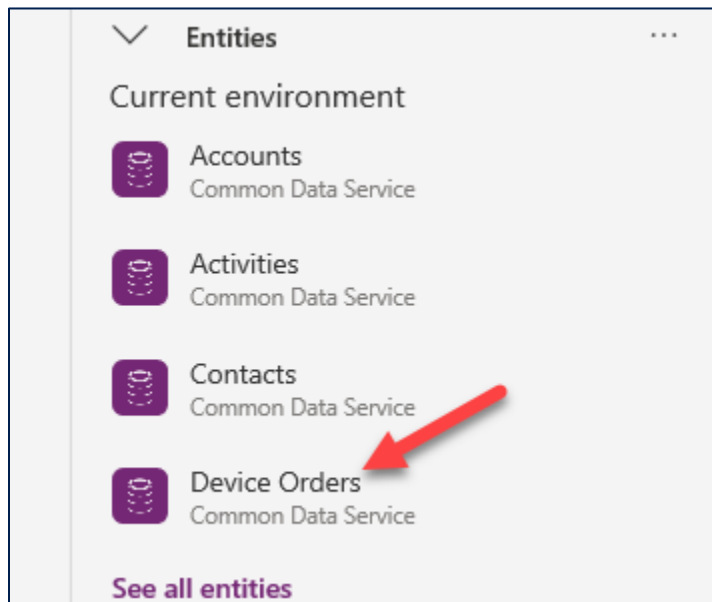 Entities
Current environment
Accounts
Common Data Service
Activities
Common Data Service
Contacts
Common Data Service
Device Orders
Common Data Service
See all entities